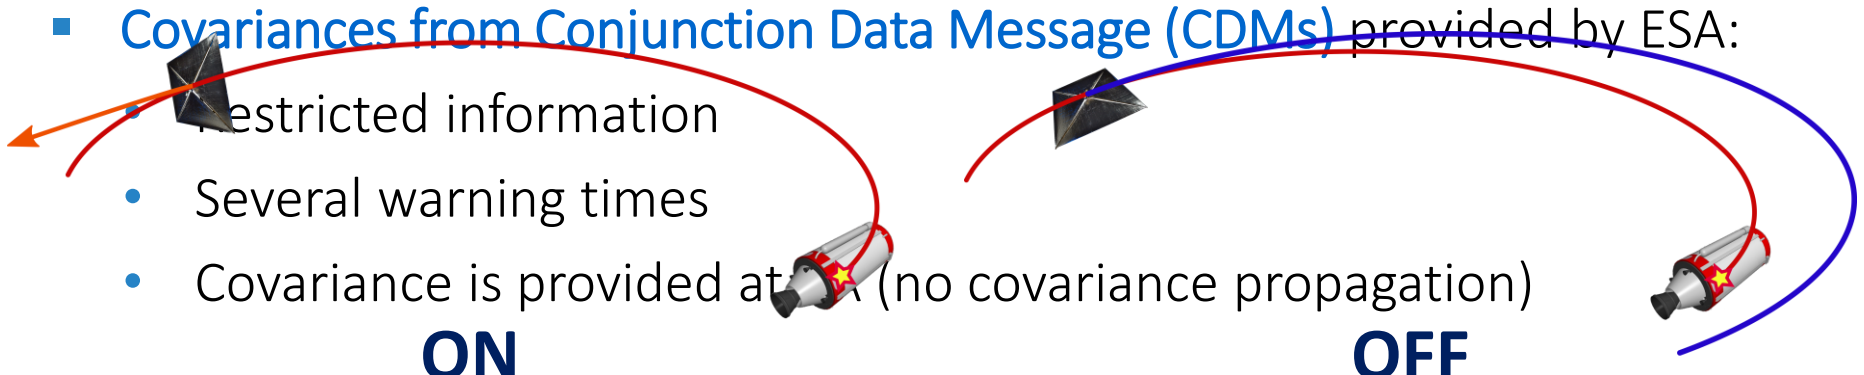 Covariances from Conjunction Data Message (CDMs) provided by ESA:
Restricted information
Several warning times
Covariance is provided at (no covariance propagation)
ON
OFF